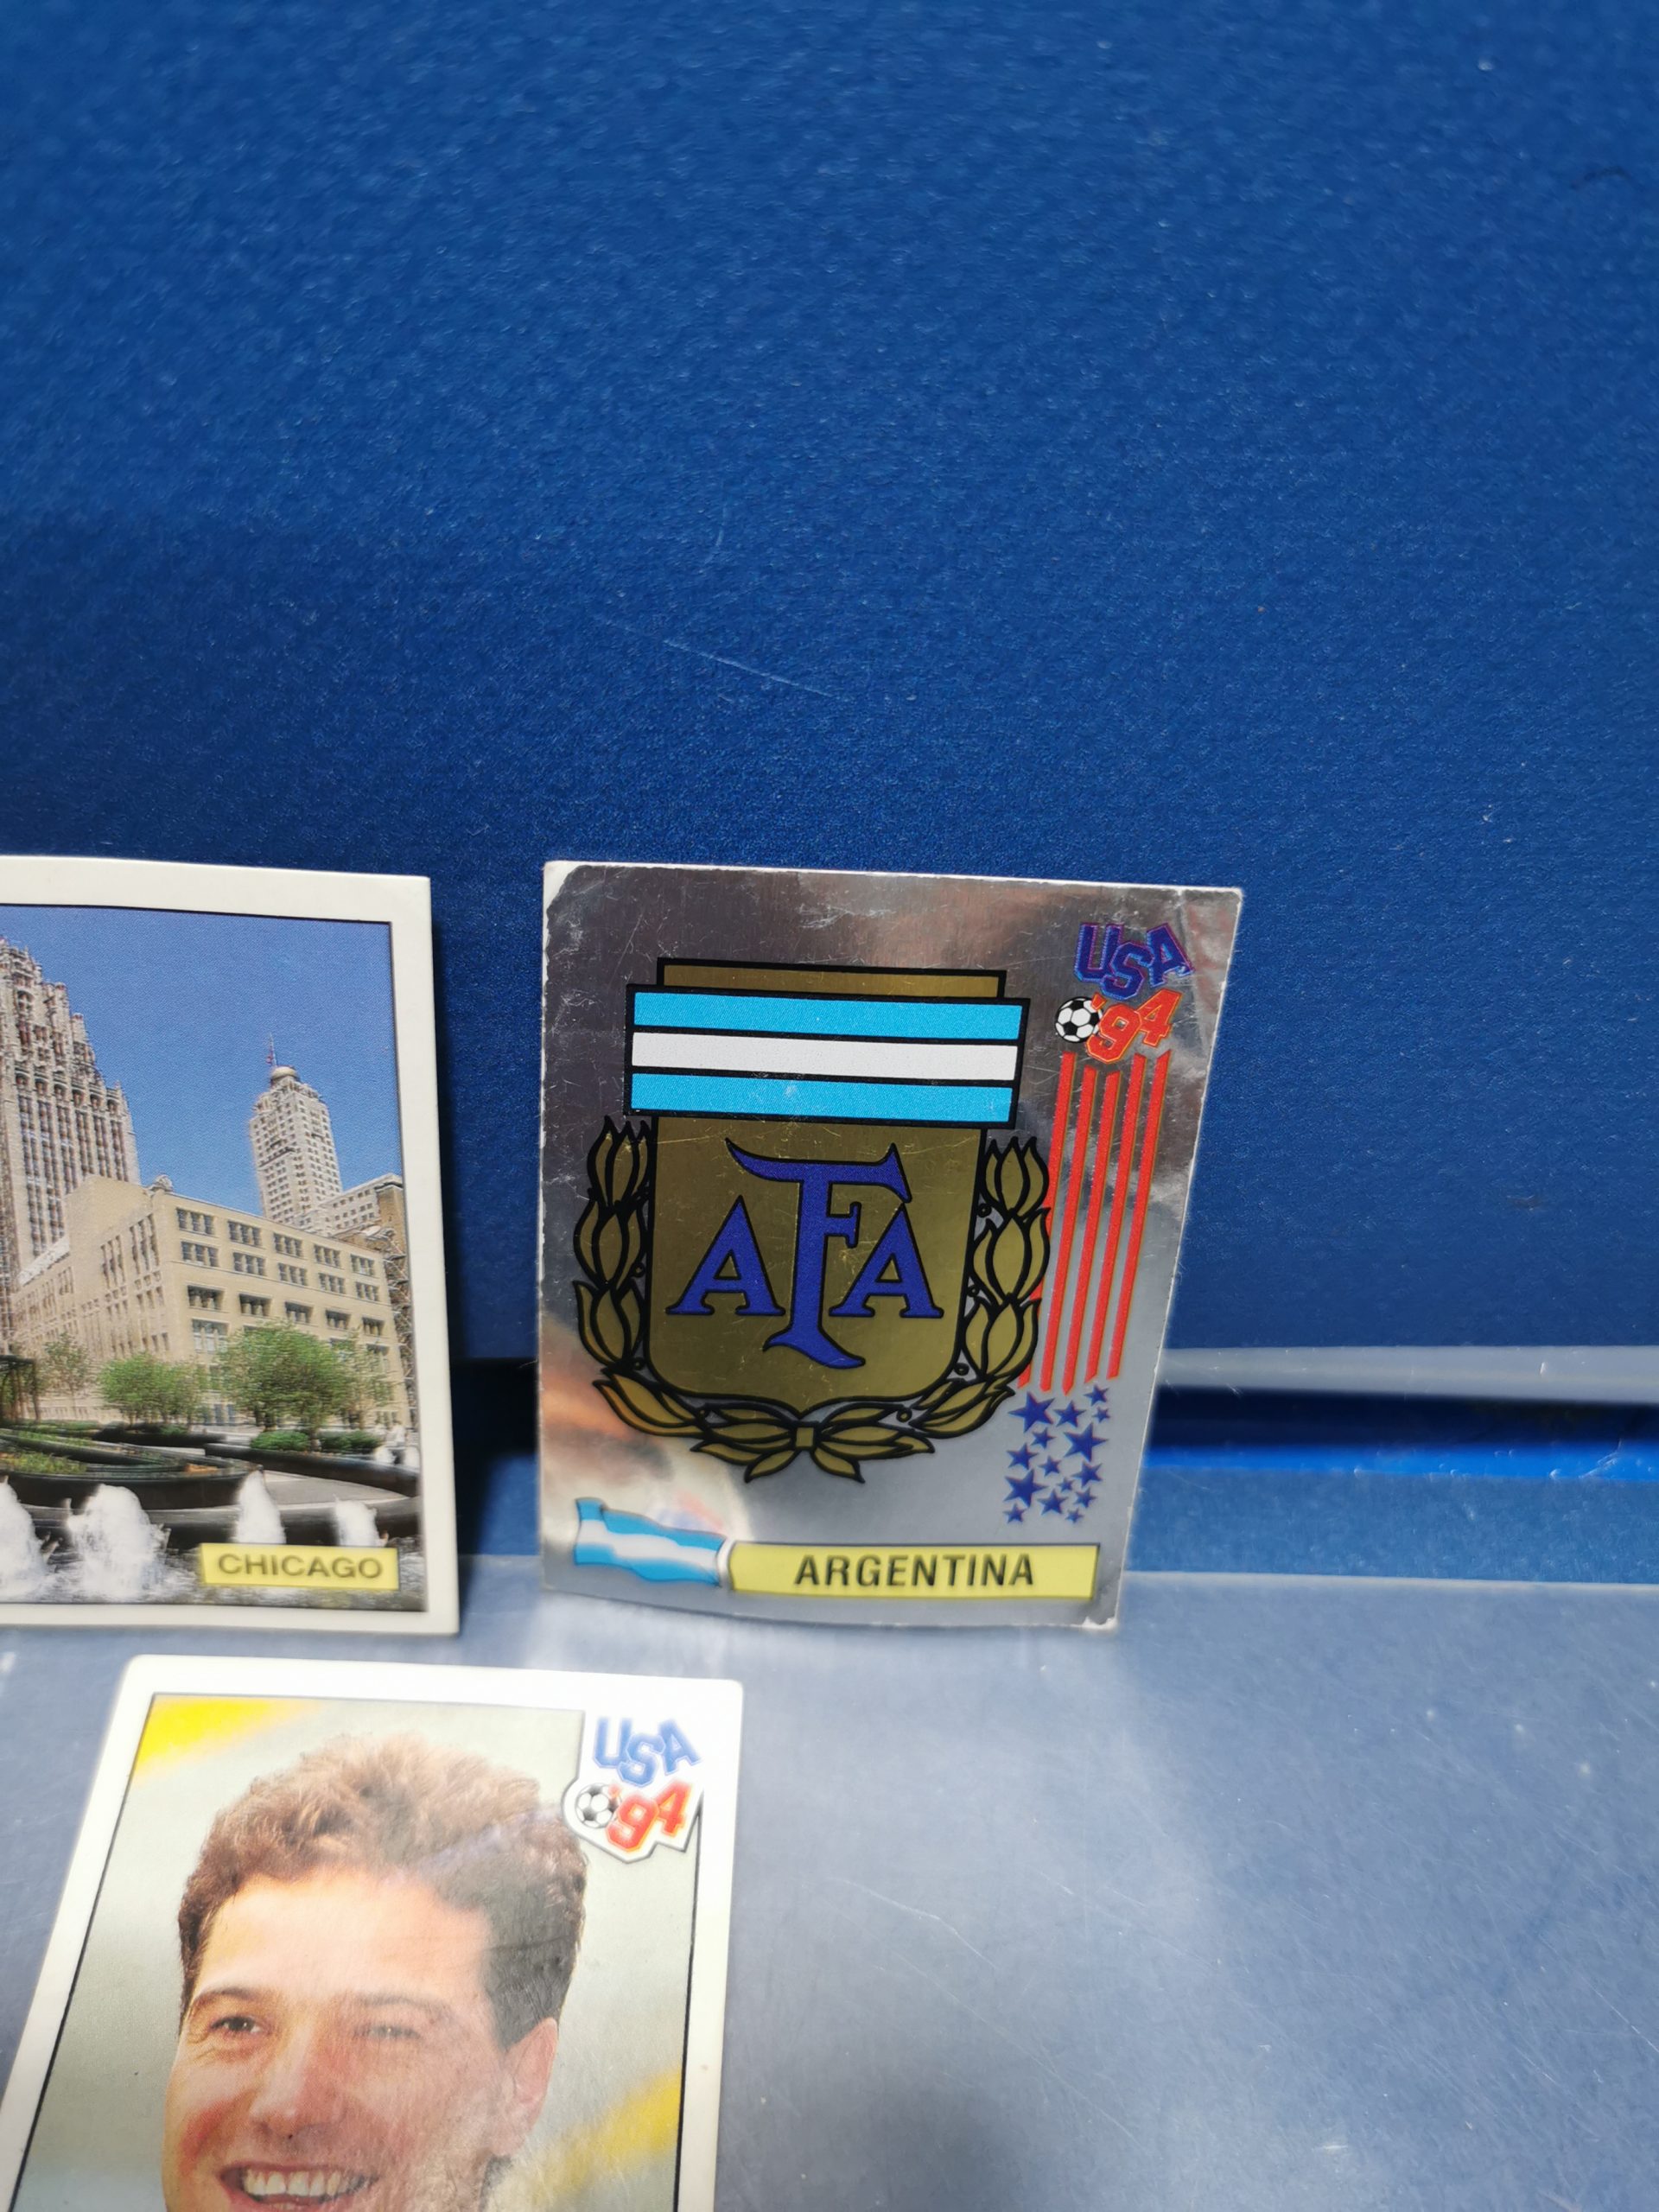 USA
'94
AFA
CHICAGO
ARGENTINA
USA
'94